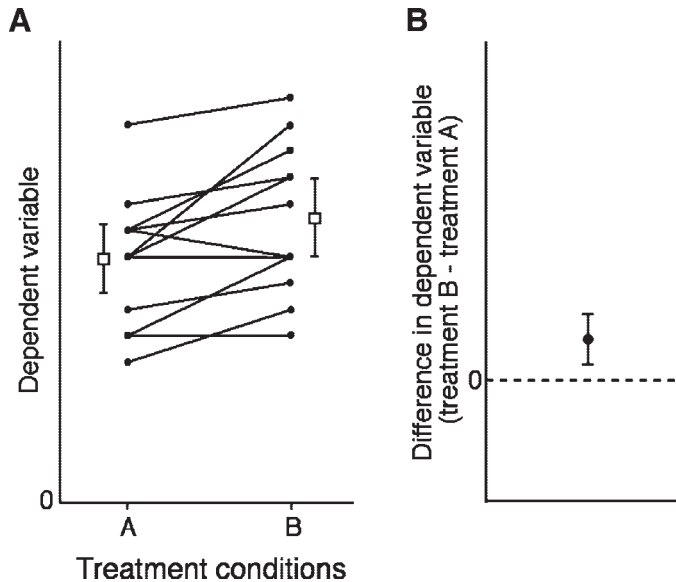 A
B
Dependent variable
0
A
B
Treatment conditions
Difference in dependent variable
(treatment B - treatment A)
0